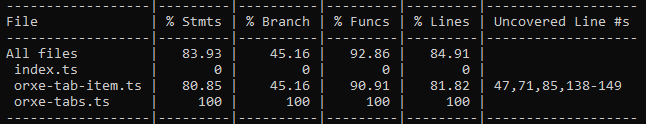 ------------------|---------|----------|---------|---------|-------------------
File              | % Stmts | % Branch | % Funcs | % Lines | Uncovered Line #s
------------------|---------|----------|---------|---------|-------------------
All files         |   83.93 |    45.16 |   92.86 |   84.91 |
 index.ts         |       0 |        0 |       0 |       0 |
 orxe-tab-item.ts |   80.85 |    45.16 |   90.91 |   81.82 | 47,71,85,138-149
 orxe-tabs.ts     |     100 |      100 |     100 |     100 |
------------------|---------|----------|---------|---------|-------------------